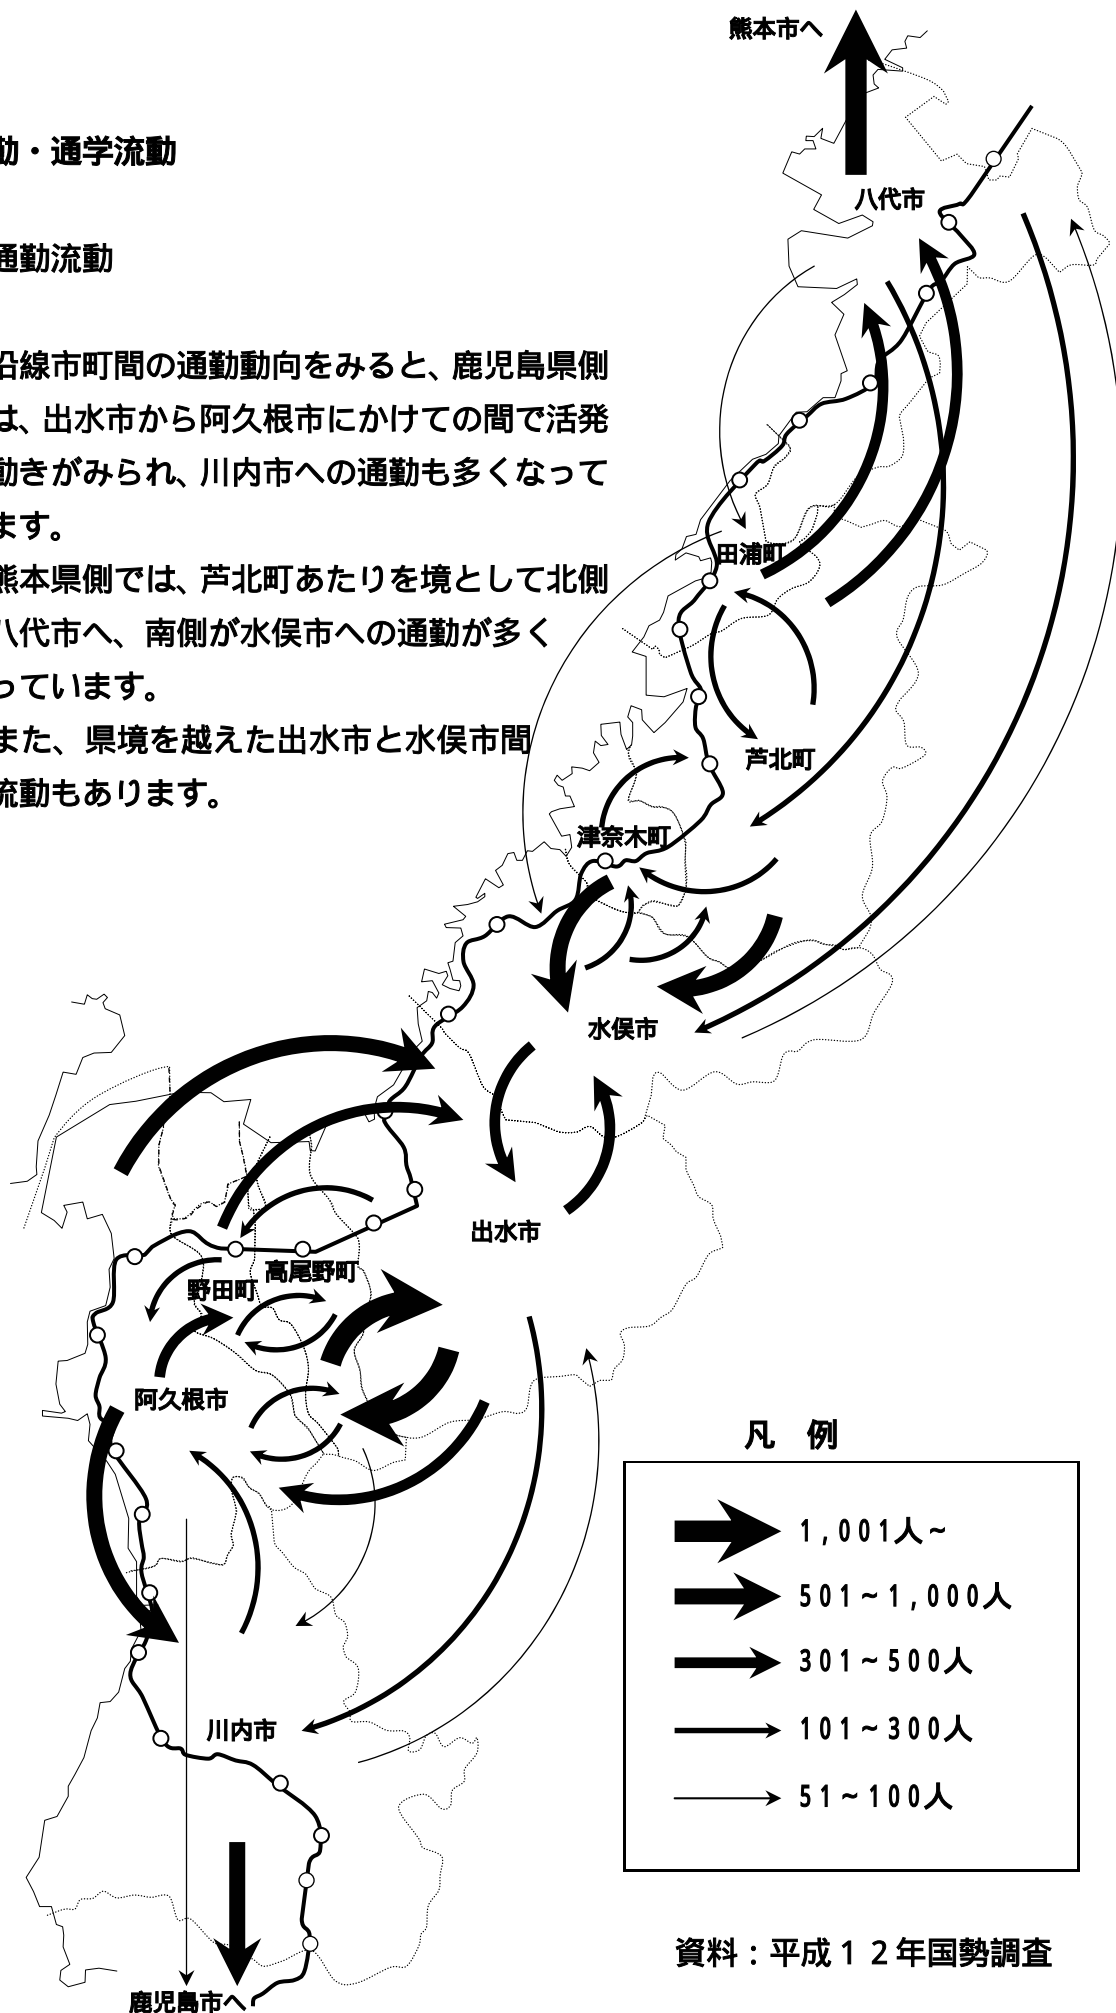 熊本市へ
勤・通学流動
八代市
通勤流動
沿線市町間の通勤動向をみると、鹿児島県側
は、出水市から阿久根市にかけての間で活発
動きがみられ、川内市への通勤も多くなって
ます。
熊本県側では、芦北町あたりを境として北側
八代市へ、南側が水俣市への通勤が多く
っています。
また、県境を越えた出水市と水俣市間
流動もあります。
田浦町
芦北町
津奈木町
水俣市
出水市
高尾野町
野田町
阿久根市
川内市
鹿児島市へ
凡 例
1,001人~
501~1,000人
301~500人
101~300人
51~100人
資料:平成12年国勢調査